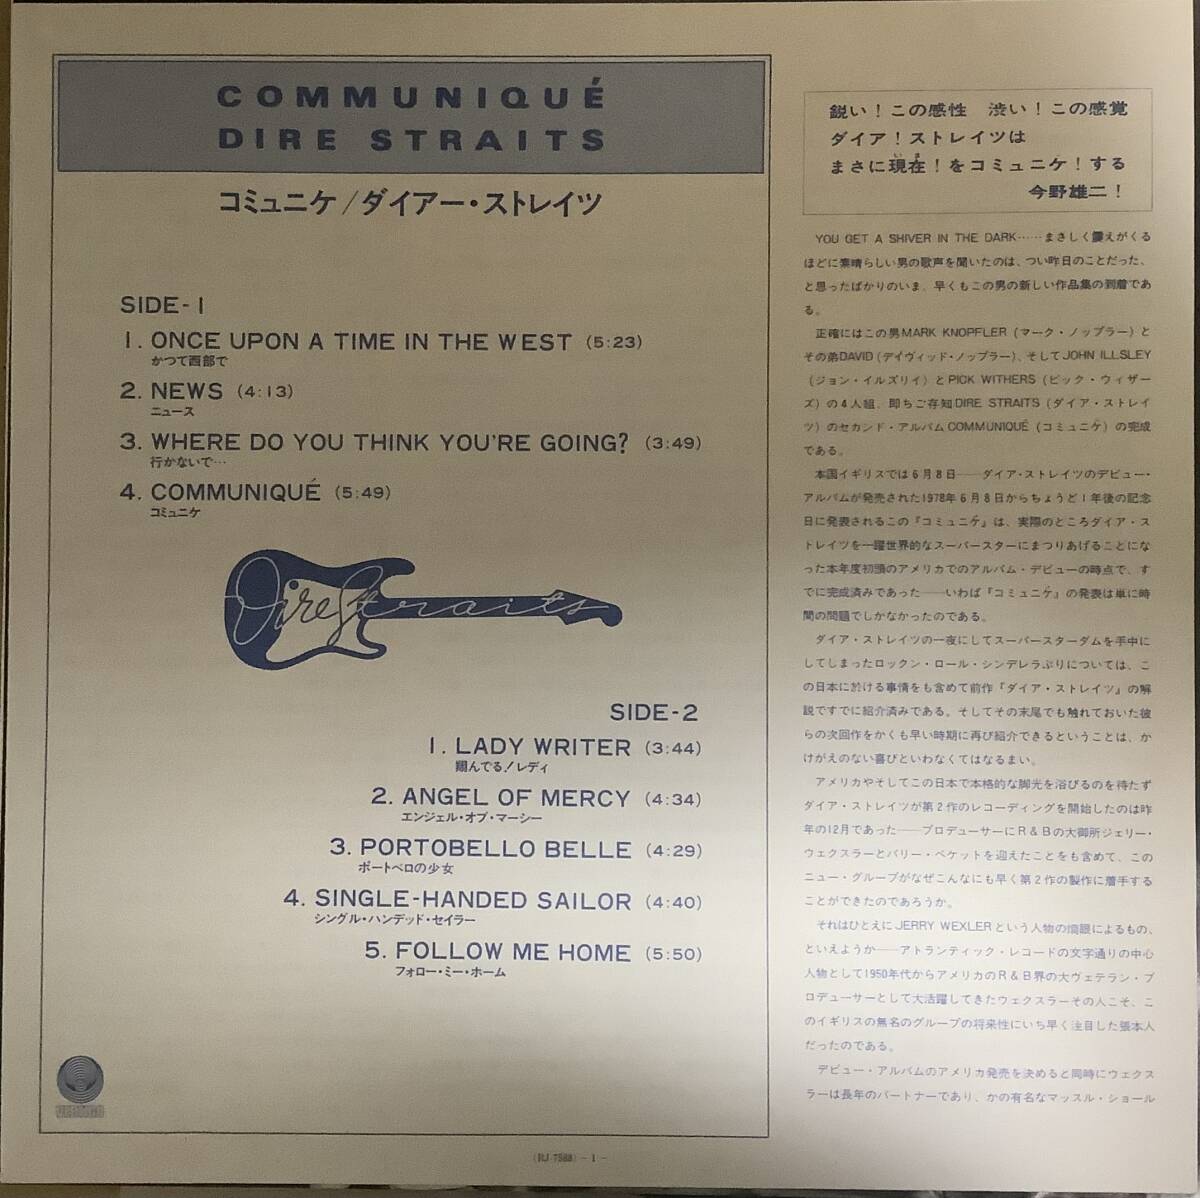 COMMUNIQUÉ
DIRE STRAITS
コミュニケ/ダイアー・ストレイツ
SIDE-1
1. ONCE UPON A TIME IN THE WEST (5:23)
かつて西部で
2. NEWS (4:13)
ニュース
3. WHERE DO YOU THINK YOU'RE GOING? (3:49)
行かないで…
4. COMMUNIQUÉ (5:49)
コミュニケ
Dire Straits
SIDE-2
1. LADY WRITER (3:44)
翔んでる!レディ
2. ANGEL OF MERCY (4:34)
エンジェル・オブ・マーシー
3. PORTOBELLO BELLE (4:29)
ポートベロの少女
4. SINGLE-HANDED SAILOR (4:40)
シングル・ハンデッド・セイラー
5. FOLLOW ME HOME (5:50)
フォロー・ミー・ホーム
VERTIGO
(RJ-7588) -1-
鋭い!この感性 渋い!この感覚
ダイア!ストレイツは
まさに現在!をコミュニケ!する
いま
今野雄二!
YOU GET A SHIVER IN THE DARK……まさしく震えがくる
ほどに素晴らしい男の歌声を聞いたのは、つい昨日のことだった、
と思ったばかりのいま、早くもこの男の新しい作品集の到着であ
る。
正確にはこの男MARK KNOPFLER(マーク・ノップラー)と
その弟DAVID(デイヴィッド・ノップラー)、そしてJOHN ILLSLEY
(ジョン・イルズリイ)とPICK WITHERS(ピック・ウィザー
ズ)の4人組、即ちご存知DIRE STRAITS(ダイア・ストレイ
ツ)のセカンド・アルバムCOMMUNIQUÉ(コミュニケ)の完成
である。
本国イギリスでは6月8日——ダイア・ストレイツのデビュー・
アルバムが発売された1978年6月8日からちょうど1年後の記念
日に発表されるこの『コミュニケ』は、実際のところダイア・ス
トレイツを一躍世界的なスーパースターにまつりあげることにな
った本年度初頭のアメリカでのアルバム・デビューの時点で、す
でに完成済みであった——いわば『コミュニケ』の発表は単に時
間の問題でしかなかったのである。
ダイア・ストレイツの一夜にしてスーパースターダムを手中に
してしまったロックン・ロール・シンデレラぶりについては、こ
の日本に於ける事情をも含めて前作『ダイア・ストレイツ』の解
説ですでに紹介済みである。そしてその末尾でも触れておいた彼
らの次回作をかくも早い時期に再び紹介できるということは、か
けがえのない喜びといわなくてはなるまい。
アメリカやそしてこの日本で本格的な脚光を浴びるのを待たず
ダイア・ストレイツが第2作のレコーディングを開始したのは昨
年の12月であった——プロデューサーにR&Bの大御所ジェリー・
ウェクスラーとバリー・ベケットを迎えたことをも含めて、この
ニュー・グループがなぜこんなにも早く第2作の製作に着手する
ことができたのであろうか。
それはひとえにJERRY WEXLERという人物の慧眼によるもの、
といえようか——アトランティック・レコードの文字通りの中心
人物として1950年代からアメリカのR&B界の大ヴェテラン・プ
ロデューサーとして大活躍してきたウェクスラーその人こそ、こ
のイギリスの無名のグループの将来性にいち早く注目した張本人
だったのである。
デビュー・アルバムのアメリカ発売を決めると同時にウェクス
ラーは長年のパートナーであり、かの有名なマッスル・ショール